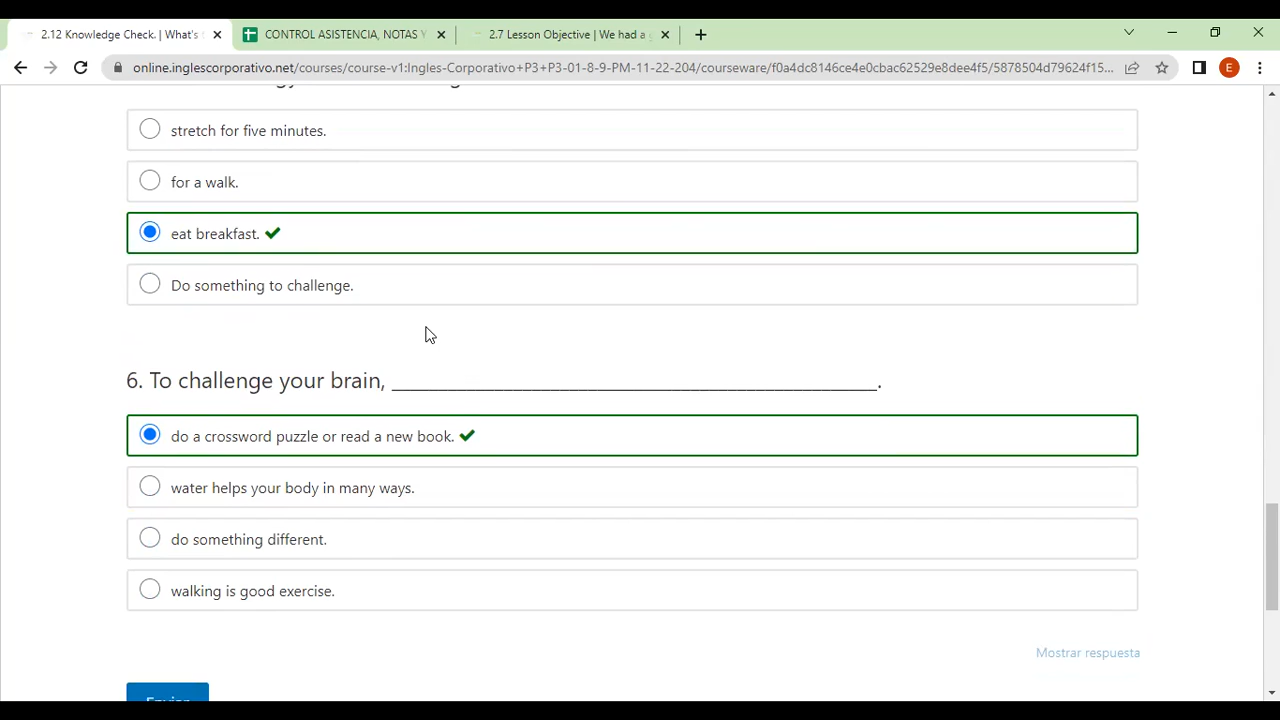 2.12 Knowledge Check. | What's
CONTROL ASISTENCIA, NOTAS Y
2.7 Lesson Objective | We had a g
online.inglescorporativo.net/courses/course-v1:Ingles-Corporativo+P3+P3-01-8-9-PM-11-22-204/courseware/f0a4dc8146ce4e0cbac62529e8dee4f5/5878504d79624f15...
E
stretch for five minutes.
for a walk.
eat breakfast.
Do something to challenge.
6. To challenge your brain, ________________________________________.
do a crossword puzzle or read a new book.
water helps your body in many ways.
do something different.
walking is good exercise.
Mostrar respuesta
Enviar